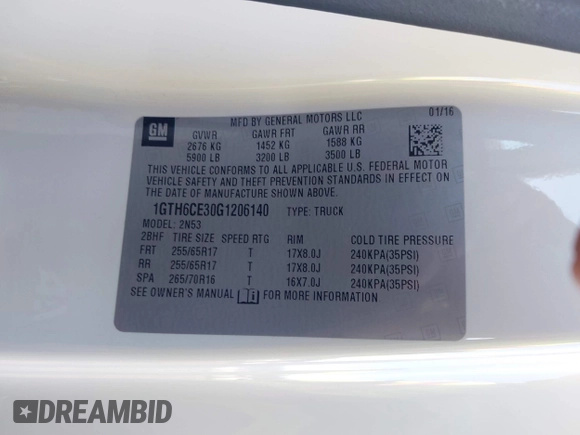 GM
MFD BY GENERAL MOTORS LLC 01/16
GVWR GAWR FRT GAWR RR
2676 KG 1452 KG 1588 KG
5900 LB 3200 LB 3500 LB
THIS VEHICLE CONFORMS TO ALL APPLICABLE U.S. FEDERAL MOTOR
VEHICLE SAFETY AND THEFT PREVENTION STANDARDS IN EFFECT ON
THE DATE OF MANUFACTURE SHOWN ABOVE.
1GTH6CE30G1206140 TYPE: TRUCK
MODEL: 2N53
2BHF TIRE SIZE SPEED RTG RIM COLD TIRE PRESSURE
FRT 255/65R17 T 17X8.0J 240KPA(35PSI)
RR 255/65R17 T 17X8.0J 240KPA(35PSI)
SPA 265/70R16 T 16X7.0J 240KPA(35PSI)
SEE OWNER'S MANUAL FOR MORE INFORMATION
DREAMBID